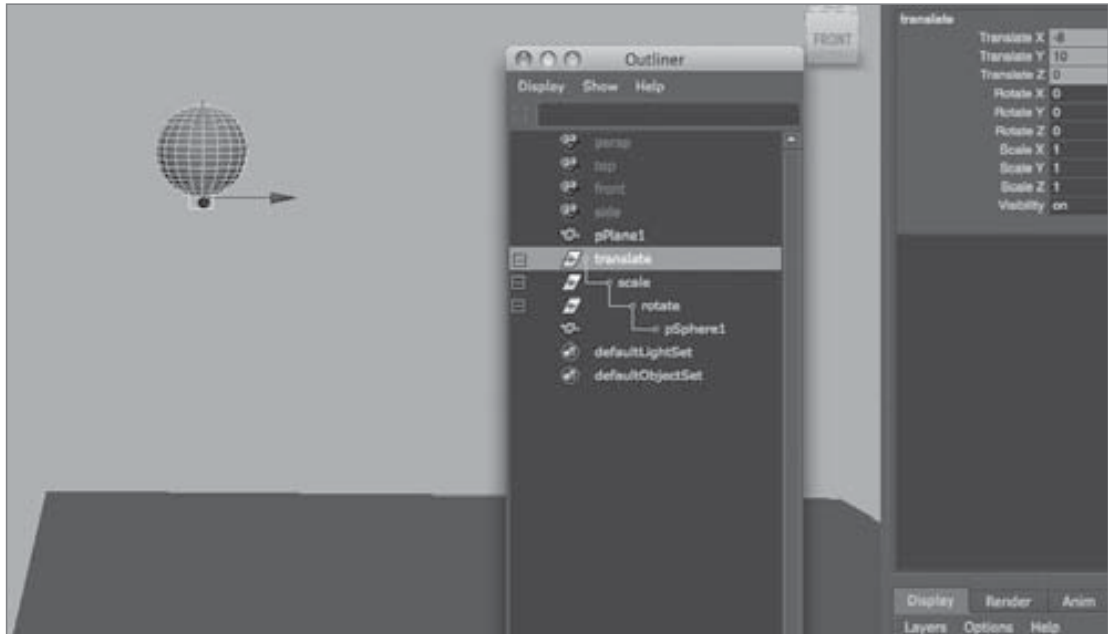 FRONT
Outliner
Display Show Help
persp
top
front
side
pPlane1
translate
scale
rotate
pSphere1
defaultLightSet
defaultObjectSet
translate
Translate X -8
Translate Y 10
Translate Z 0
Rotate X 0
Rotate Y 0
Rotate Z 0
Scale X 1
Scale Y 1
Scale Z 1
Visibility on
Display Render Anim
Layers Options Help